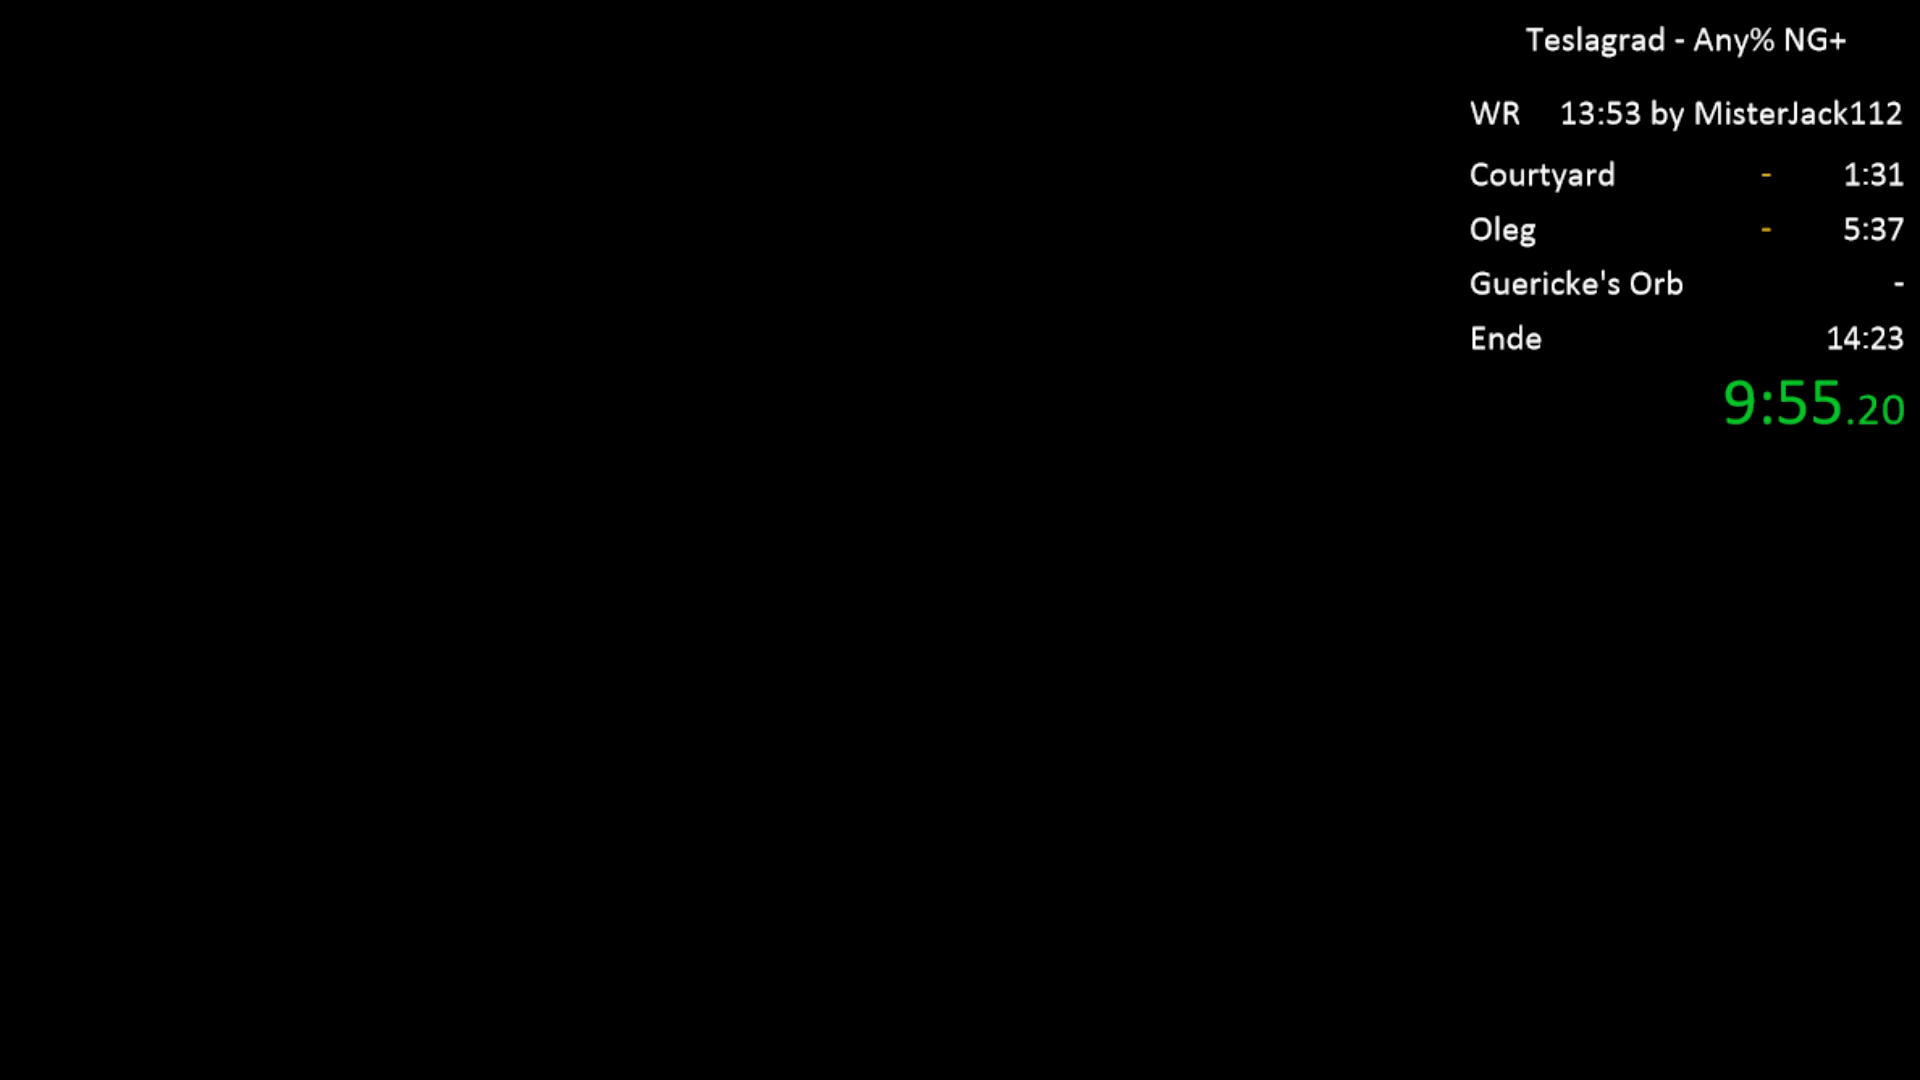 Teslagrad - Any% NG+
WR 13:53 by MisterJack112
Courtyard - 1:31
Oleg - 5:37
Guericke's Orb -
Ende 14:23
9:55.20